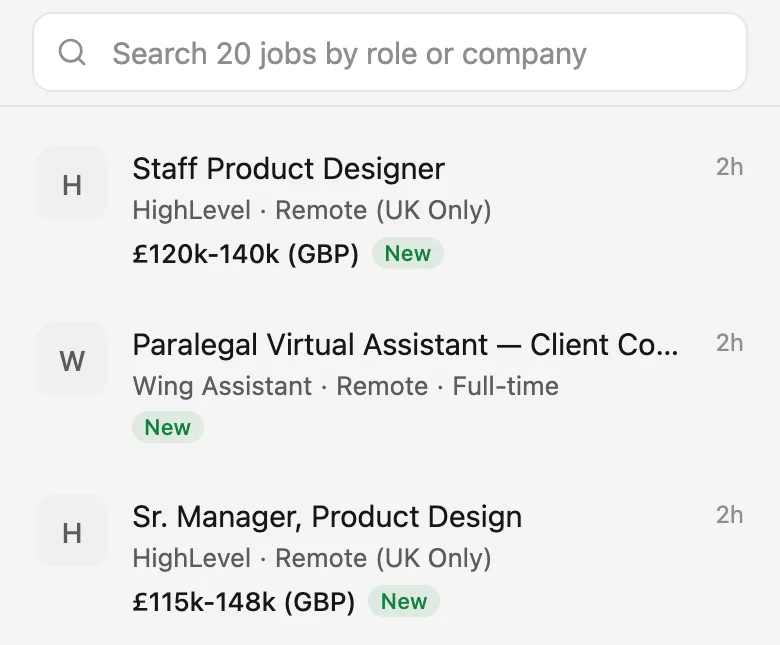 Search 20 jobs by role or company
H
Staff Product Designer
2h
HighLevel · Remote (UK Only)
£120k-140k (GBP)
New
W
Paralegal Virtual Assistant — Client Co...
2h
Wing Assistant · Remote · Full-time
New
H
Sr. Manager, Product Design
2h
HighLevel · Remote (UK Only)
£115k-148k (GBP)
New